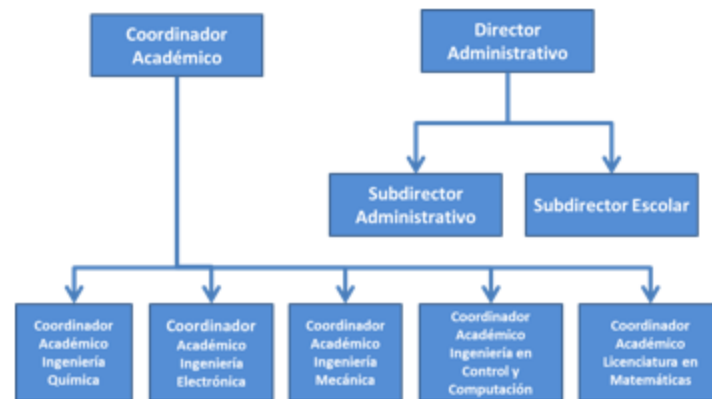 Coordinador
Académico
Director
Administrativo
Subdirector
Administrativo
Subdirector Escolar
Coordinador
Académico
Ingeniería
Química
Coordinador
Académico
Ingeniería
Electrónica
Coordinador
Académico
Ingeniería
Mecánica
Coordinador
Académico
Ingeniería en
Control y
Computación
Coordinador
Académico
Licenciatura en
Matemáticas